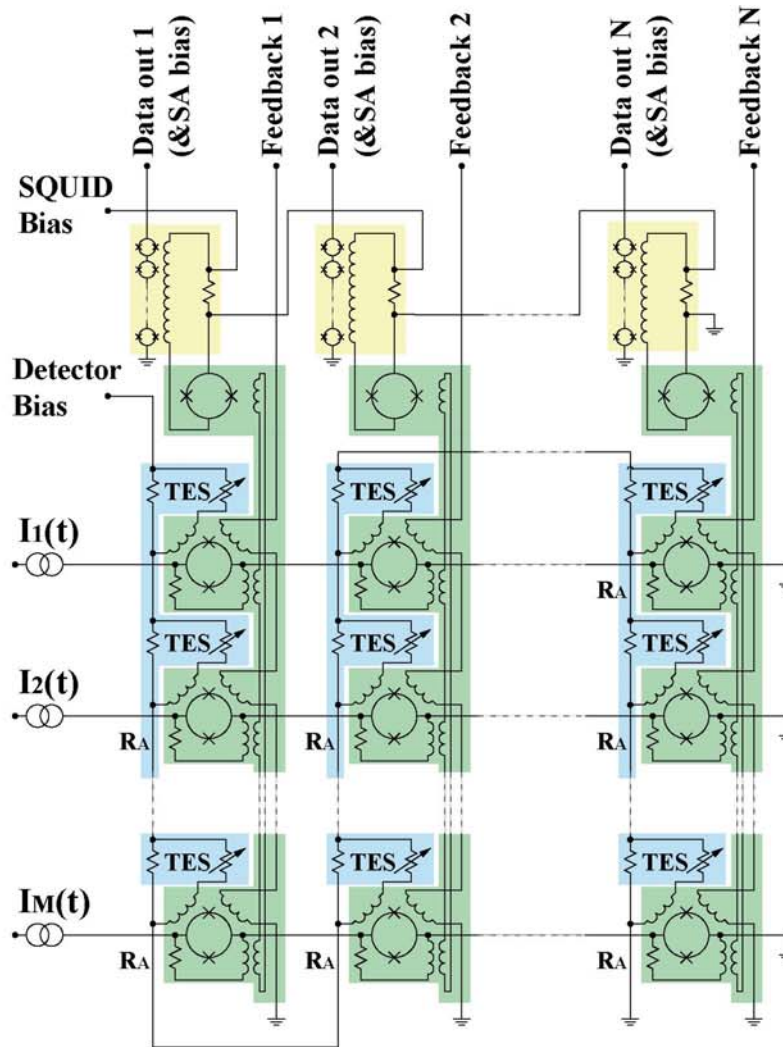 Data out 1
(&SA bias)
Feedback 1
Data out 2
(&SA bias)
Feedback 2
Data out N
(&SA bias)
Feedback N
SQUID
Bias
Detector
Bias
TES
TES
TES
I1(t)
RA
TES
TES
TES
I2(t)
RA
RA
RA
TES
TES
TES
IM(t)
RA
RA
RA